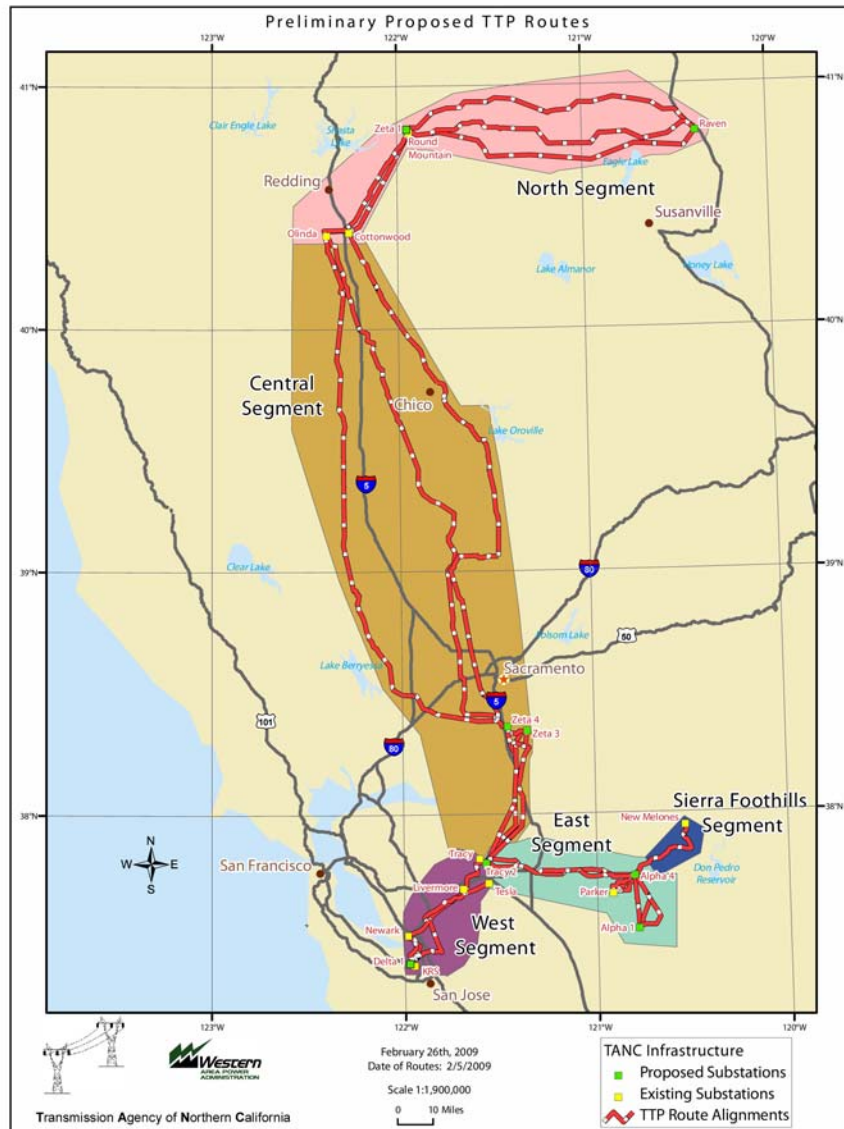 Preliminary Proposed TTP Routes
123°W 122°W 121°W 120°W
41°N
41°N
Clair Engle Lake
Shasta
Lake
Zeta 1
Round
Mountain
Raven
Eagle Lake
Redding
North Segment
Susanville
Olinda
Cottonwood
Lake Almanor
Honey Lake
40°N
40°N
Central
Segment
Chico
Lake Oroville
5
80
39°N
39°N
Clear Lake
Folsom Lake
50
Lake Berryessa
Sacramento
5
101
Zeta 4
Zeta 3
80
38°N
38°N
N
W E
S
San Francisco
East
Segment
Sierra Foothills
Segment
New Melones
Don Pedro
Reservoir
Tracy
Tracy 2
Tesla
Livermore
Alpha 4
Parker
Alpha 1
Newark
West
Segment
Delta 1
KRS
San Jose
123°W 122°W 121°W 120°W
Western
AREA POWER
ADMINISTRATION
Transmission Agency of Northern California
February 26th, 2009
Date of Routes: 2/5/2009
Scale 1:1,900,000
0 10 Miles
TANC Infrastructure
Proposed Substations
Existing Substations
TTP Route Alignments